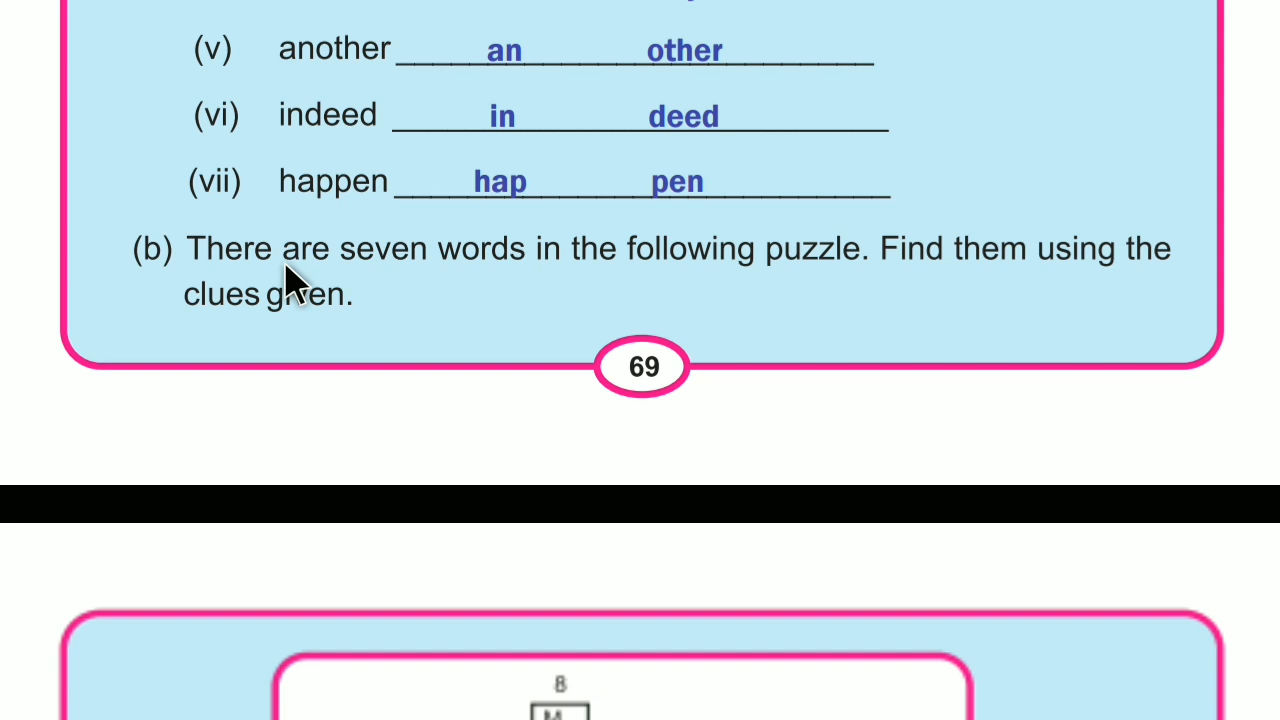 (v) another an other
(vi) indeed in deed
(vii) happen hap pen
(b) There are seven words in the following puzzle. Find them using the
clues given.
69
8
M